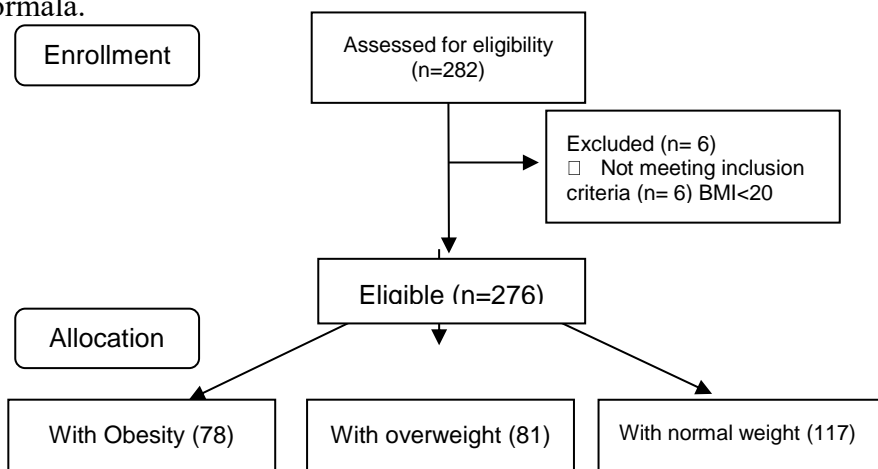 ormala.
Enrollment
Assessed for eligibility
(n=282)
Excluded (n= 6)
□ Not meeting inclusion
criteria (n= 6) BMI<20
Eligible (n=276)
Allocation
With Obesity (78)
With overweight (81)
With normal weight (117)